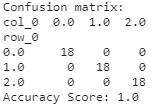 Confusion matrix:
col_0  0.0  1.0  2.0
row_0
0.0     18    0    0
1.0      0   18    0
2.0      0    0   18
Accuracy Score: 1.0